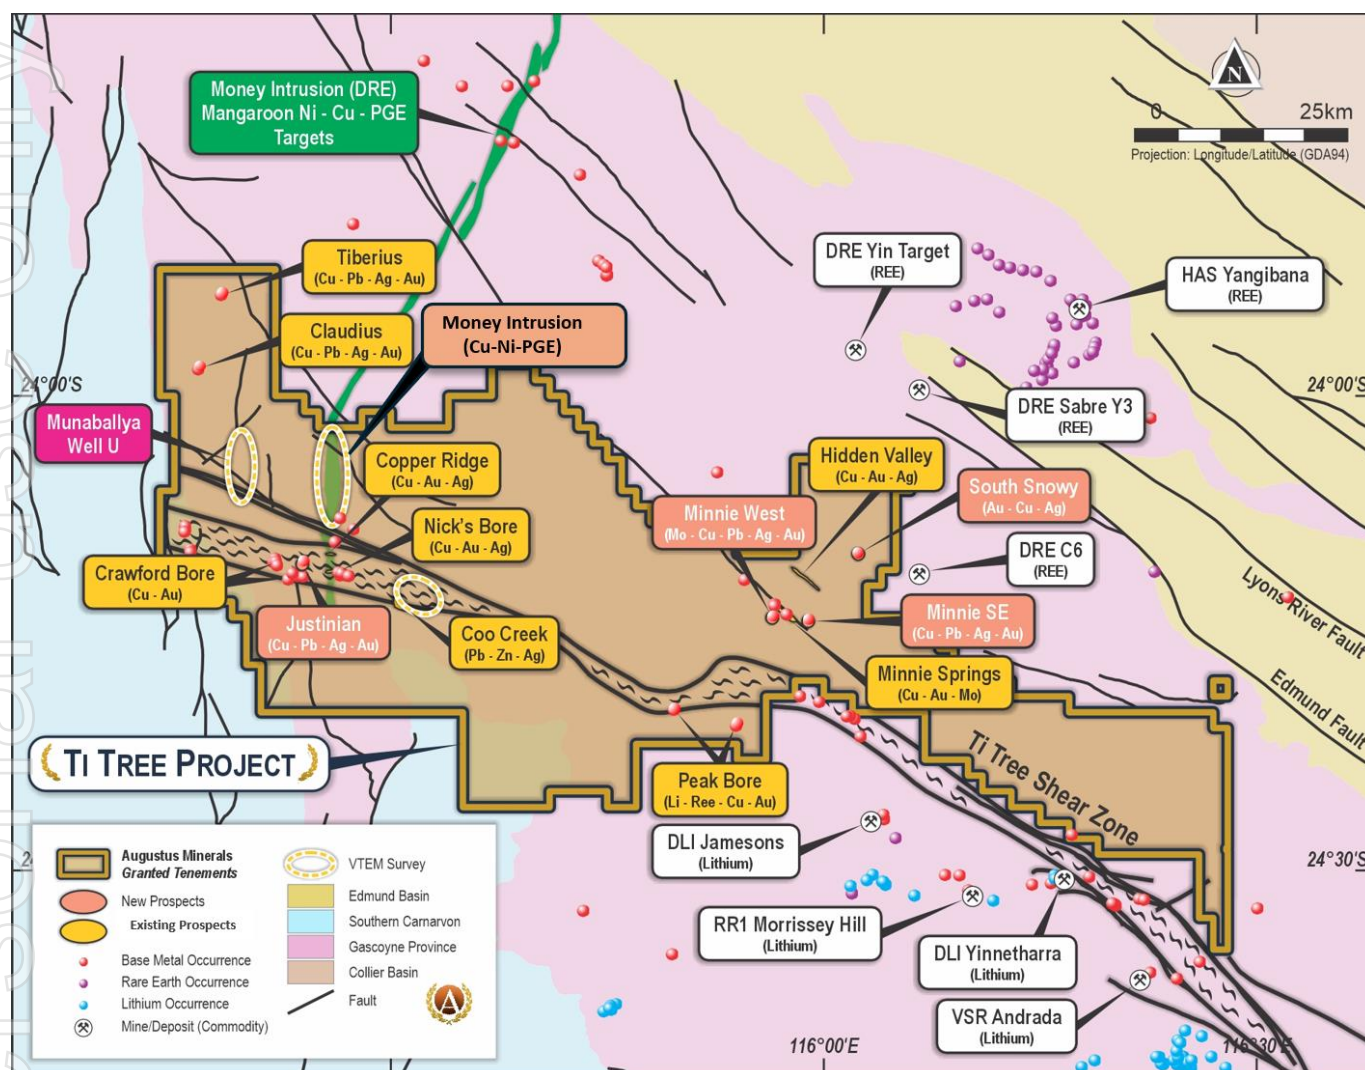 Money Intrusion (DRE)
Mangaroon Ni - Cu - PGE
Targets
N
0 25km
Projection: Longitude/Latitude (GDA94)
Tiberius
(Cu - Pb - Ag - Au)
DRE Yin Target
(REE)
HAS Yangibana
(REE)
Claudius
(Cu - Pb - Ag - Au)
Money Intrusion
(Cu-Ni-PGE)
24°00'S
24°00'S
DRE Sabre Y3
(REE)
Munaballya
Well U
Copper Ridge
(Cu - Au - Ag)
Hidden Valley
(Cu - Au - Ag)
South Snowy
(Au - Cu - Ag)
Minnie West
(Mo - Cu - Pb - Ag - Au)
Nick's Bore
(Cu - Au - Ag)
DRE C6
(REE)
Crawford Bore
(Cu - Au)
Lyons River Fault
Justinian
(Cu - Pb - Ag - Au)
Coo Creek
(Pb - Zn - Ag)
Minnie SE
(Cu - Pb - Ag - Au)
Minnie Springs
(Cu - Au - Mo)
Edmund Fault
TI TREE PROJECT
Ti Tree Shear Zone
Peak Bore
(Li - Ree - Cu - Au)
DLI Jamesons
(Lithium)
24°30'S
RR1 Morrissey Hill
(Lithium)
DLI Yinnetharra
(Lithium)
VSR Andrada
(Lithium)
116°00'E
116°30'E
Augustus Minerals
Granted Tenements
New Prospects
Existing Prospects
Base Metal Occurrence
Rare Earth Occurrence
Lithium Occurrence
Mine/Deposit (Commodity)
VTEM Survey
Edmund Basin
Southern Carnarvon
Gascoyne Province
Collier Basin
Fault
A